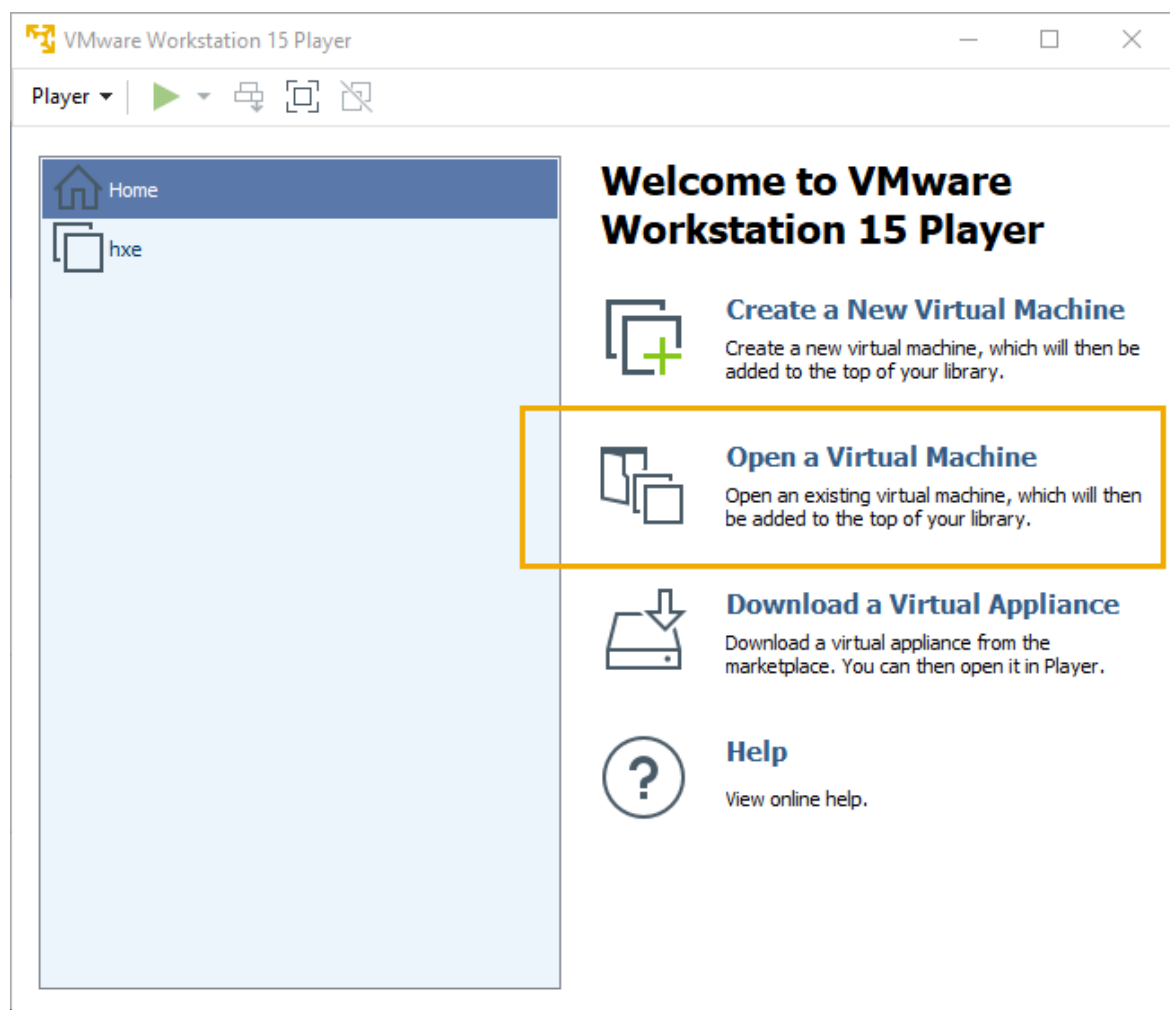 VMware Workstation 15 Player
Player
Home
hxe
Welcome to VMware
Workstation 15 Player
Create a New Virtual Machine
Create a new virtual machine, which will then be
added to the top of your library.
Open a Virtual Machine
Open an existing virtual machine, which will then
be added to the top of your library.
Download a Virtual Appliance
Download a virtual appliance from the
marketplace. You can then open it in Player.
?
Help
View online help.